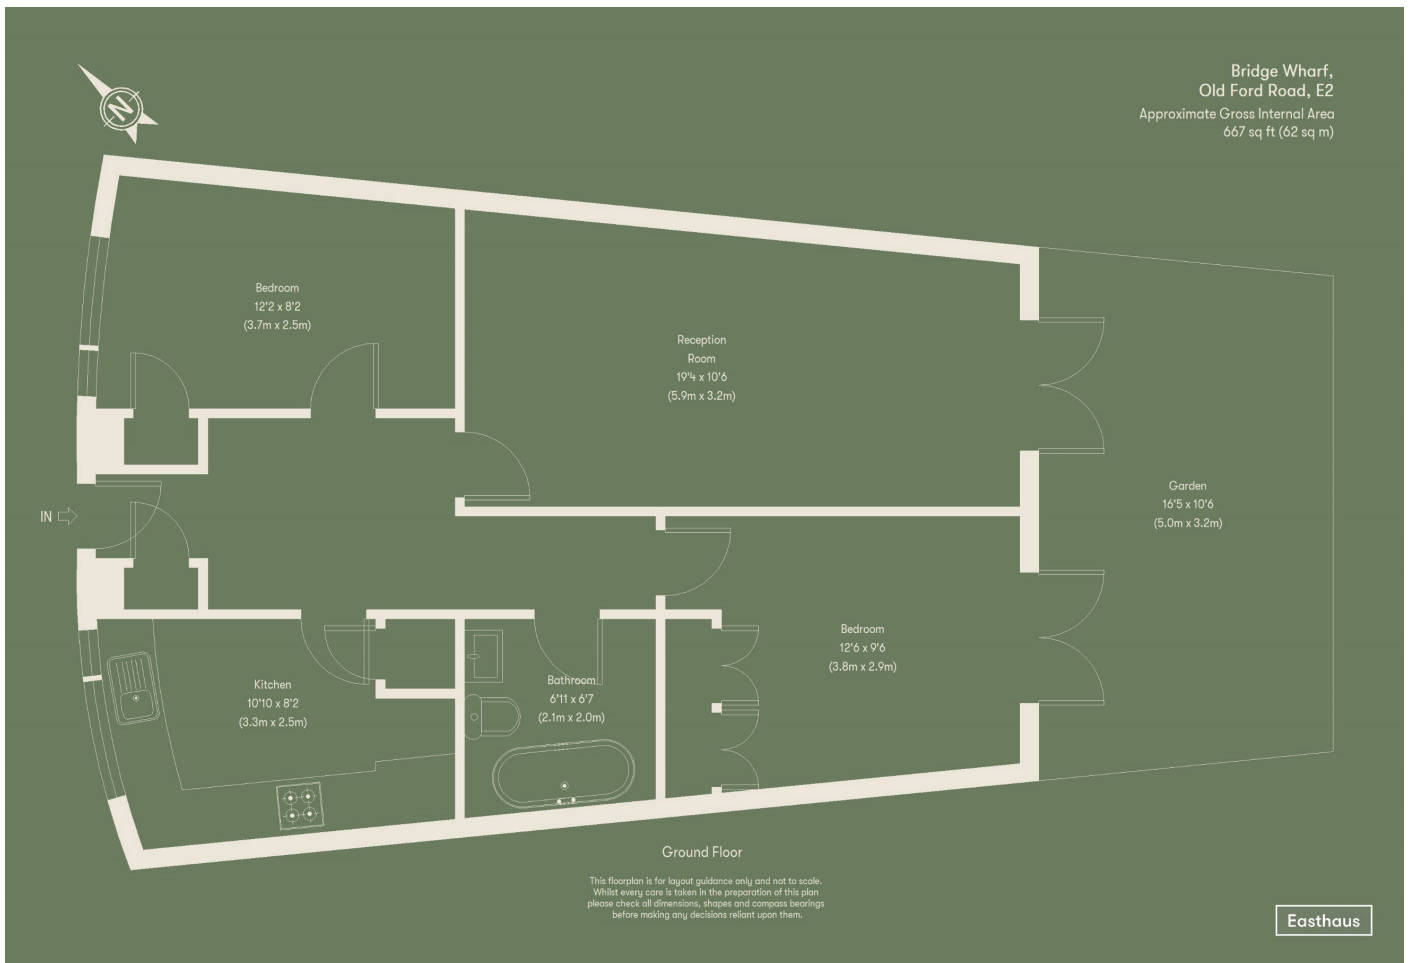 N
Bridge Wharf,
Old Ford Road, E2
Approximate Gross Internal Area
667 sq ft (62 sq m)
Bedroom
12'2 x 8'2
(3.7m x 2.5m)
Reception
Room
19'4 x 10'6
(5.9m x 3.2m)
IN
Garden
16'5 x 10'6
(5.0m x 3.2m)
Kitchen
10'10 x 8'2
(3.3m x 2.5m)
Bathroom
6'11 x 6'7
(2.1m x 2.0m)
Bedroom
12'6 x 9'6
(3.8m x 2.9m)
Ground Floor
This floorplan is for layout guidance only and not to scale.
Whilst every care is taken in the preparation of this plan
please check all dimensions, shapes and compass bearings
before making any decisions reliant upon them.
Easthaus